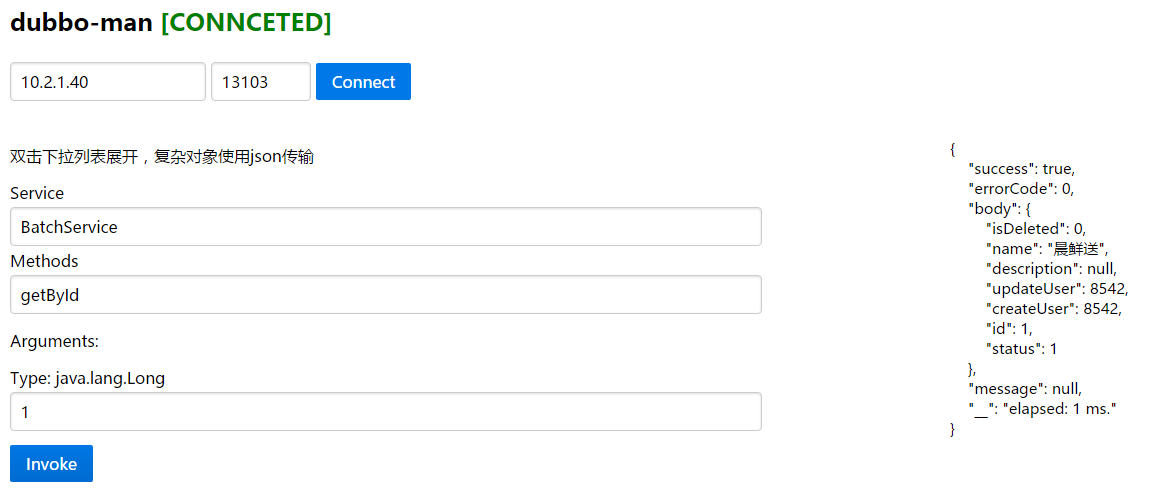 dubbo-man [CONNCETED]
10.2.1.40 13103 Connect
双击下拉列表展开，复杂对象使用json传输
Service
BatchService
Methods
getById
Arguments:
Type: java.lang.Long
1
Invoke
{
"success": true,
"errorCode": 0,
"body": {
"isDeleted": 0,
"name": "晨鲜送",
"description": null,
"updateUser": 8542,
"createUser": 8542,
"id": 1,
"status": 1
},
"message": null,
"__": "elapsed: 1 ms."
}